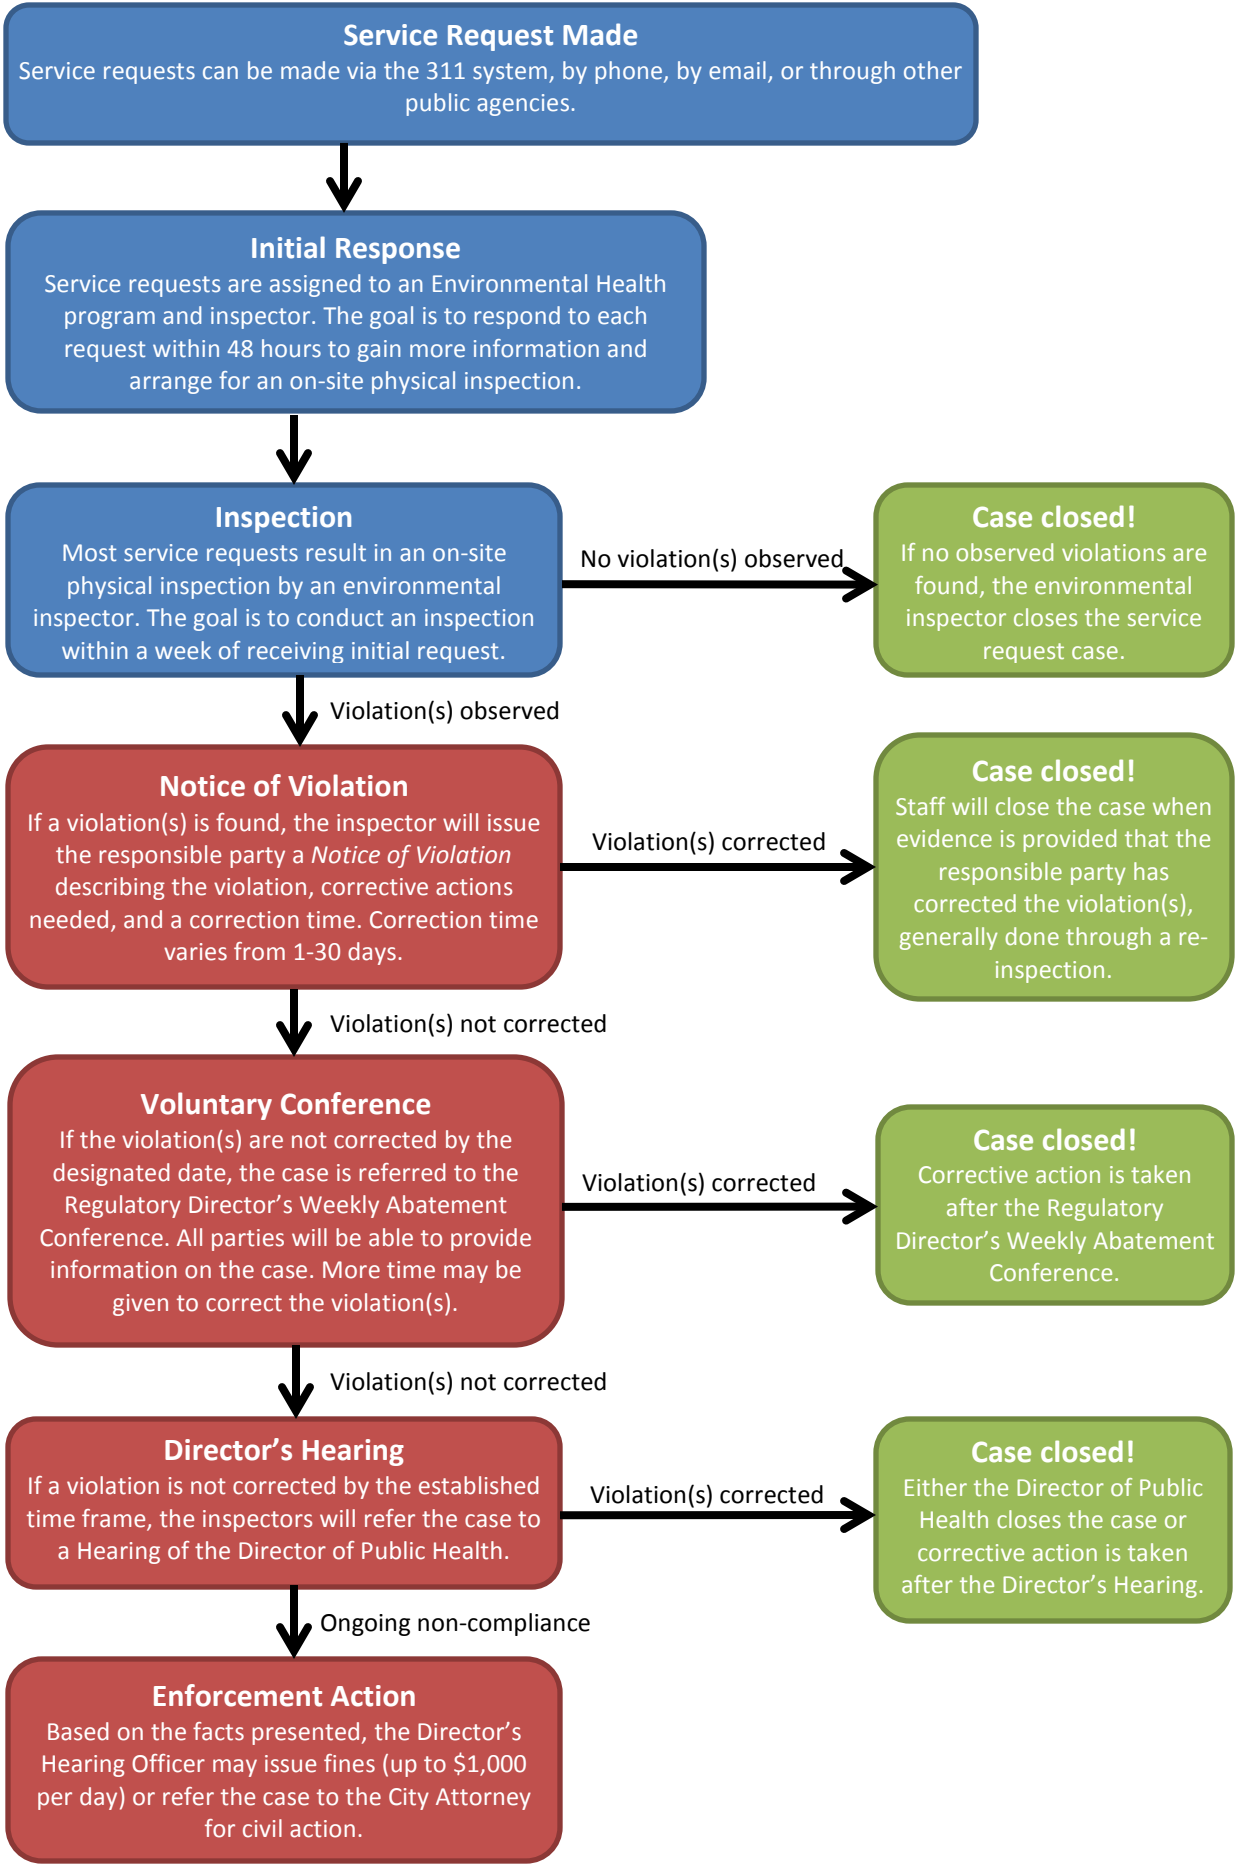 Service Request Made
Service requests can be made via the 311 system, by phone, by email, or through other
public agencies.
Initial Response
Service requests are assigned to an Environmental Health
program and inspector. The goal is to respond to each
request within 48 hours to gain more information and
arrange for an on-site physical inspection.
Inspection
Most service requests result in an on-site
physical inspection by an environmental
inspector. The goal is to conduct an inspection
within a week of receiving initial request.
No violation(s) observed
Case closed!
If no observed violations are
found, the environmental
inspector closes the service
request case.
Violation(s) observed
Notice of Violation
If a violation(s) is found, the inspector will issue
the responsible party a Notice of Violation
describing the violation, corrective actions
needed, and a correction time. Correction time
varies from 1-30 days.
Violation(s) corrected
Case closed!
Staff will close the case when
evidence is provided that the
responsible party has
corrected the violation(s),
generally done through a re-
inspection.
Violation(s) not corrected
Voluntary Conference
If the violation(s) are not corrected by the
designated date, the case is referred to the
Regulatory Director’s Weekly Abatement
Conference. All parties will be able to provide
information on the case. More time may be
given to correct the violation(s).
Violation(s) corrected
Case closed!
Corrective action is taken
after the Regulatory
Director’s Weekly Abatement
Conference.
Violation(s) not corrected
Director’s Hearing
If a violation is not corrected by the established
time frame, the inspectors will refer the case to
a Hearing of the Director of Public Health.
Violation(s) corrected
Case closed!
Either the Director of Public
Health closes the case or
corrective action is taken
after the Director’s Hearing.
Ongoing non-compliance
Enforcement Action
Based on the facts presented, the Director’s
Hearing Officer may issue fines (up to $1,000
per day) or refer the case to the City Attorney
for civil action.